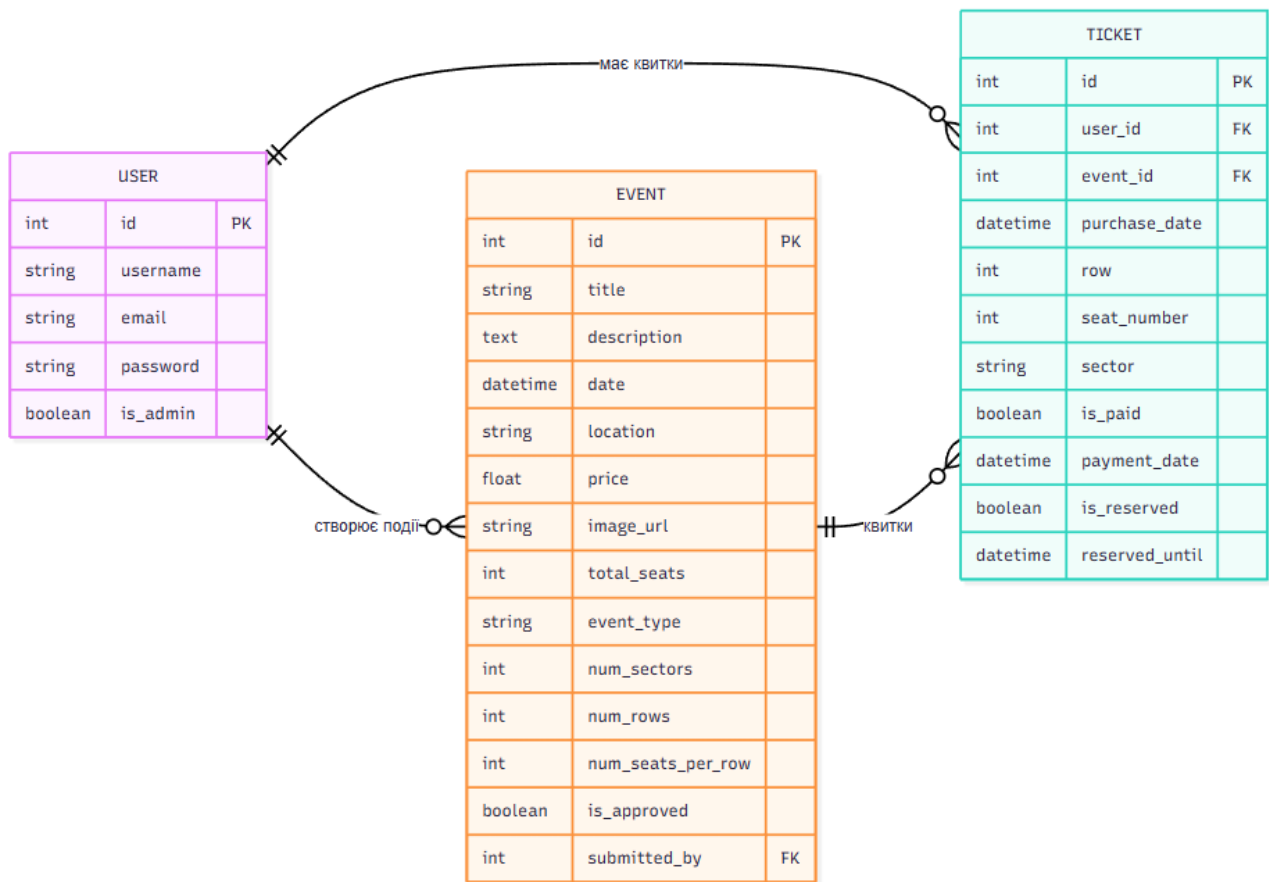 має квитки
USER
int id PK
string username
string email
string password
boolean is_admin
створює події
EVENT
int id PK
string title
text description
datetime date
string location
float price
string image_url
int total_seats
string event_type
int num_sectors
int num_rows
int num_seats_per_row
boolean is_approved
int submitted_by FK
квитки
TICKET
int id PK
int user_id FK
int event_id FK
datetime purchase_date
int row
int seat_number
string sector
boolean is_paid
datetime payment_date
boolean is_reserved
datetime reserved_until